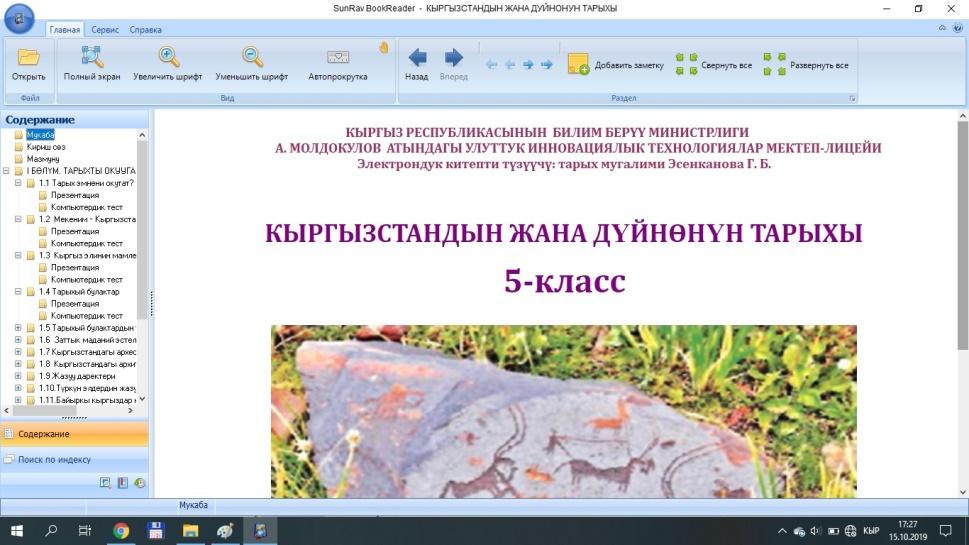 SunRav BookReader - КЫРГЫЗСТАНДЫН ЖАНА ДУЙНОНУН ТАРЫХЫ
Главная Сервис Справка
Открыть
Полный экран
Увеличить шрифт
Уменьшить шрифт
Автопрокрутка
Назад
Вперед
Добавить заметку
Свернуть все
Развернуть все
Файл
Вид
Раздел
Содержание
Мукаба
Кириш сөз
Мазмуну
I БӨЛҮМ. ТАРЫХТЫ ОКУУГА
1.1 Тарых эмнени окутат?
Презентация
Компьютердик тест
1.2 Мекеним - Кыргызста
Презентация
Компьютердик тест
1.3 Кыргыз элинин мамле
Презентация
Компьютердик тест
1.4 Тарыхый булактар
Презентация
Компьютердик тест
1.5 Тарыхый булактардын
1.6 Заттык маданий эстел
1.7 Кыргызстандагы архео
1.8 Кыргызстандагы архит
1.9.Жазуу даректери
1.10.Түркүн элдердин жазу
1.11.Байыркы кыргыздар
Содержание
Поиск по индексу
КЫРГЫЗ РЕСПУБЛИКАСЫНЫН БИЛИМ БЕРҮҮ МИНИСТРЛИГИ
А. МОЛДОКУЛОВ АТЫНДАГЫ УЛУТТУК ИННОВАЦИЯЛЫК ТЕХНОЛОГИЯЛАР МЕКТЕП-ЛИЦЕЙИ
Электрондук китепти түзүүчү: тарых мугалими Эсенканова Г. Б.
КЫРГЫЗСТАНДЫН ЖАНА ДҮЙНӨНҮН ТАРЫХЫ
5-класс
Мукаба
КЫР
17:27
15.10.2019